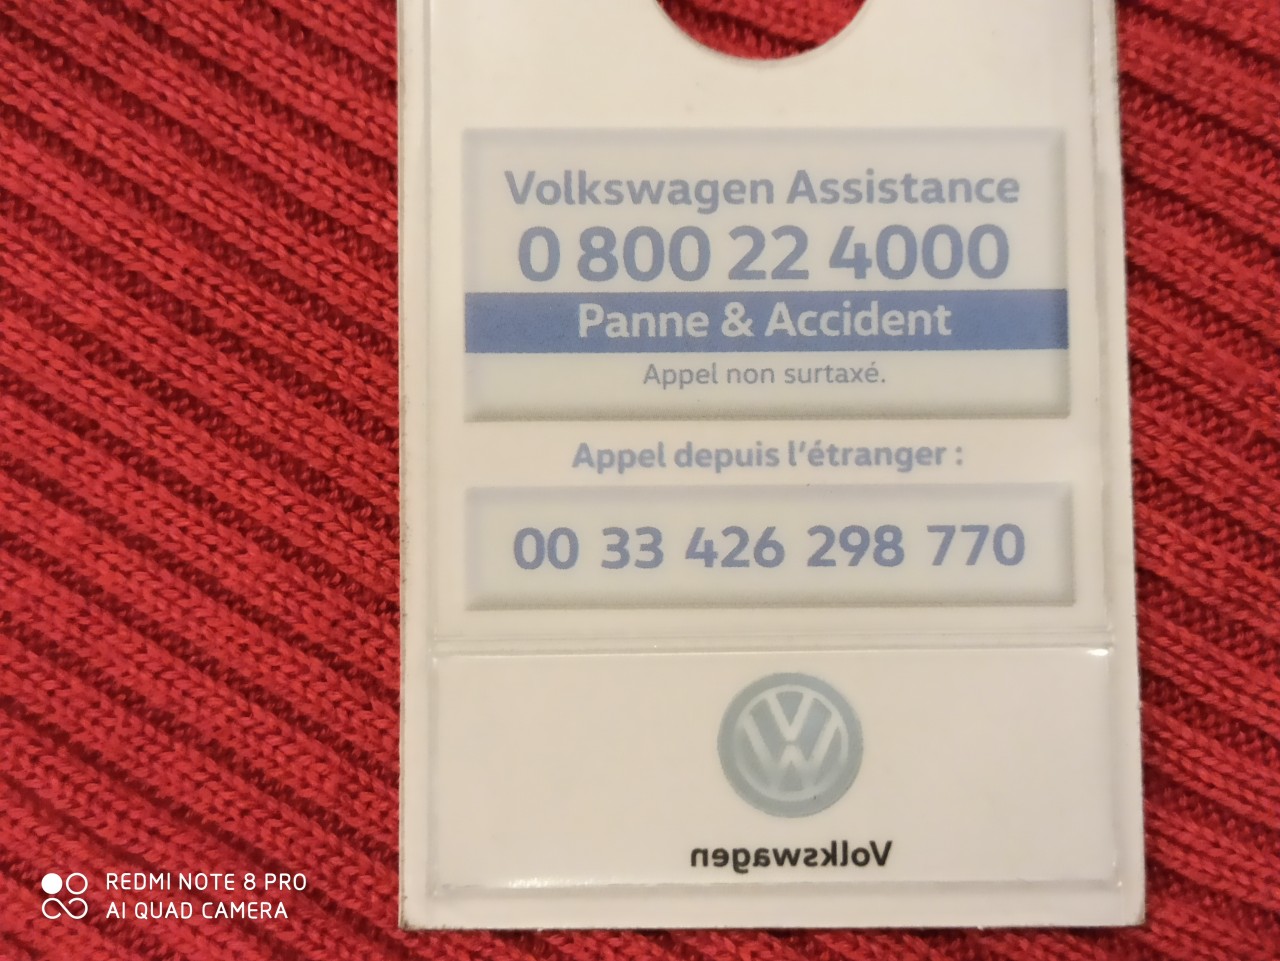 Volkswagen Assistance
0 800 22 4000
Panne & Accident
Appel non surtaxé.
Appel depuis l'étranger :
00 33 426 298 770
Volkswagen
REDMI NOTE 8 PRO
AI QUAD CAMERA